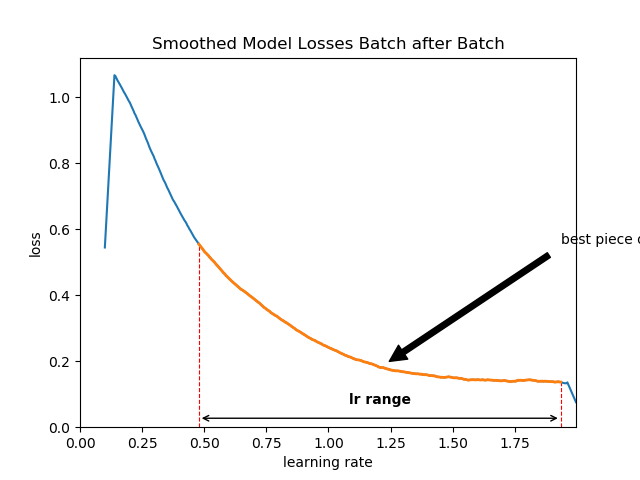 Smoothed Model Losses Batch after Batch
1.0
0.8
0.6
0.4
0.2
0.0
loss
best piece
lr range
0.00 0.25 0.50 0.75 1.00 1.25 1.50 1.75
learning rate